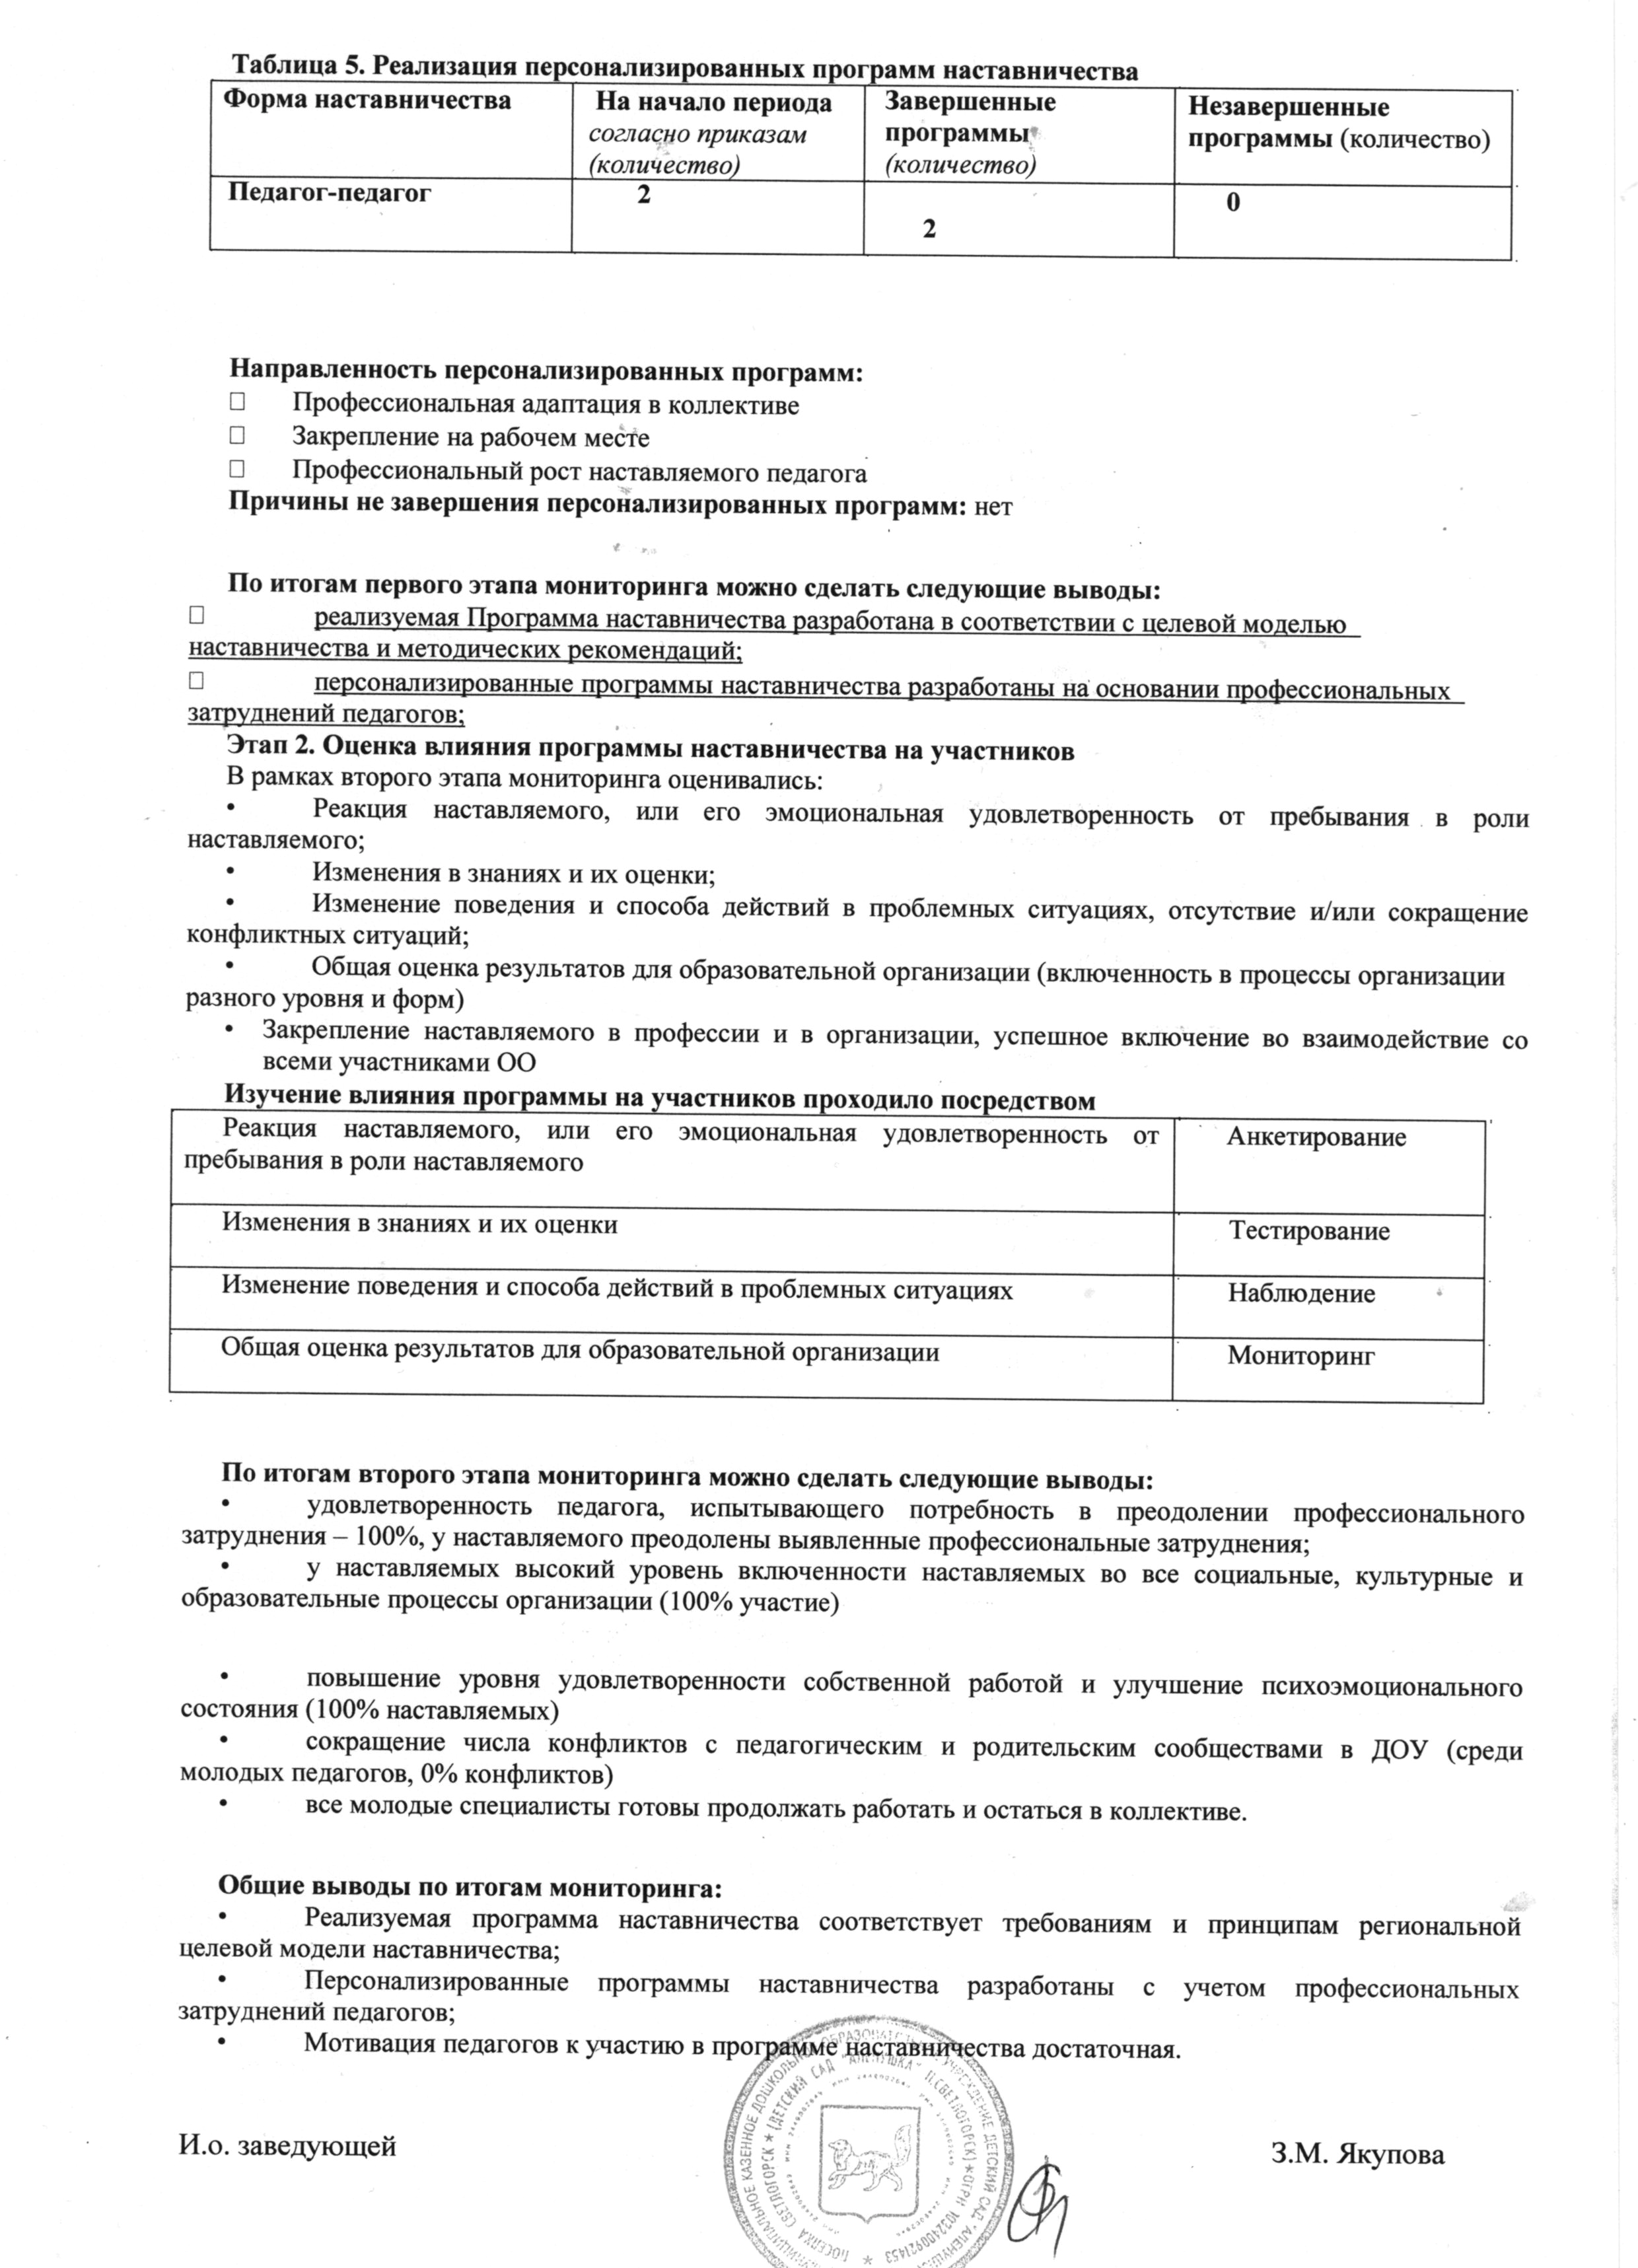 Таблица 5. Реализация персонализированных программ наставничества
Форма наставничества
На начало периода
согласно приказам
(количество)
Завершенные
программы
(количество)
Незавершенные
программы (количество)
Педагог-педагог
2
2
0
Направленность персонализированных программ:
Профессиональная адаптация в коллективе
Закрепление на рабочем месте
Профессиональный рост наставляемого педагога
Причины не завершения персонализированных программ: нет
По итогам первого этапа мониторинга можно сделать следующие выводы:
реализуемая Программа наставничества разработана в соответствии с целевой моделью
наставничества и методических рекомендаций;
персонализированные программы наставничества разработаны на основании профессиональных
затруднений педагогов;
Этап 2. Оценка влияния программы наставничества на участников
В рамках второго этапа мониторинга оценивались:
• Реакция наставляемого, или его эмоциональная удовлетворенность от пребывания в роли
наставляемого;
• Изменения в знаниях и их оценки;
• Изменение поведения и способа действий в проблемных ситуациях, отсутствие и/или сокращение
конфликтных ситуаций;
• Общая оценка результатов для образовательной организации (включенность в процессы организации
разного уровня и форм)
• Закрепление наставляемого в профессии и в организации, успешное включение во взаимодействие со
всеми участниками ОО
Изучение влияния программы на участников проходило посредством
Реакция наставляемого, или его эмоциональная удовлетворенность от
пребывания в роли наставляемого
Анкетирование
Изменения в знаниях и их оценки
Тестирование
Изменение поведения и способа действий в проблемных ситуациях
Наблюдение
Общая оценка результатов для образовательной организации
Мониторинг
По итогам второго этапа мониторинга можно сделать следующие выводы:
• удовлетворенность педагога, испытывающего потребность в преодолении профессионального
затруднения – 100%, у наставляемого преодолены выявленные профессиональные затруднения;
• у наставляемых высокий уровень включенности наставляемых во все социальные, культурные и
образовательные процессы организации (100% участие)
• повышение уровня удовлетворенности собственной работой и улучшение психоэмоционального
состояния (100% наставляемых)
• сокращение числа конфликтов с педагогическим и родительским сообществами в ДОУ (среди
молодых педагогов, 0% конфликтов)
• все молодые специалисты готовы продолжать работать и остаться в коллективе.
Общие выводы по итогам мониторинга:
• Реализуемая программа наставничества соответствует требованиям и принципам региональной
целевой модели наставничества;
• Персонализированные программы наставничества разработаны с учетом профессиональных
затруднений педагогов;
• Мотивация педагогов к участию в программе наставничества достаточная.
И.о. заведующей
З.М. Якупова
КАЗЕННОЕ ДОШКОЛЬНОЕ ОБРАЗОВАТЕЛЬНОЕ УЧРЕЖДЕНИЕ ДЕТСКИЙ САД
ПОСЕЛКА СВЕТЛОГОРСК * (ДЕТСКИЙ САД "АЛЕНУШКА" П.СВЕТЛОГОРСК) * ОГРН 1032400921453